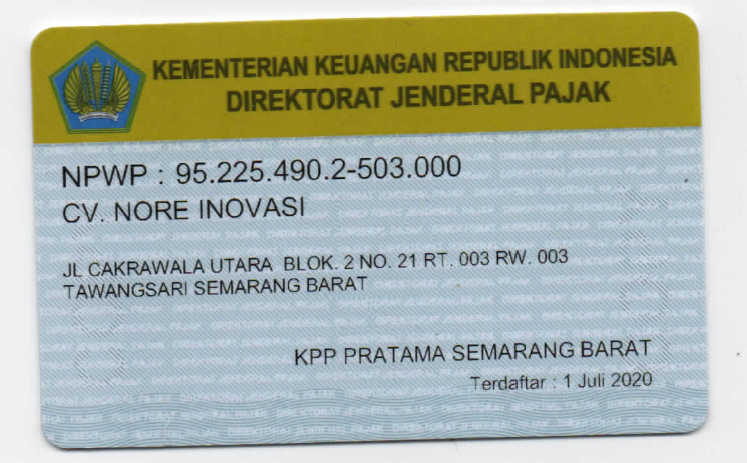 KEMENTERIAN KEUANGAN REPUBLIK INDONESIA
DIREKTORAT JENDERAL PAJAK
NPWP : 95.225.490.2-503.000
CV. NORE INOVASI
JL CAKRAWALA UTARA BLOK. 2 NO. 21 RT. 003 RW. 003
TAWANGSARI SEMARANG BARAT
KPP PRATAMA SEMARANG BARAT
Terdaftar : 1 Juli 2020